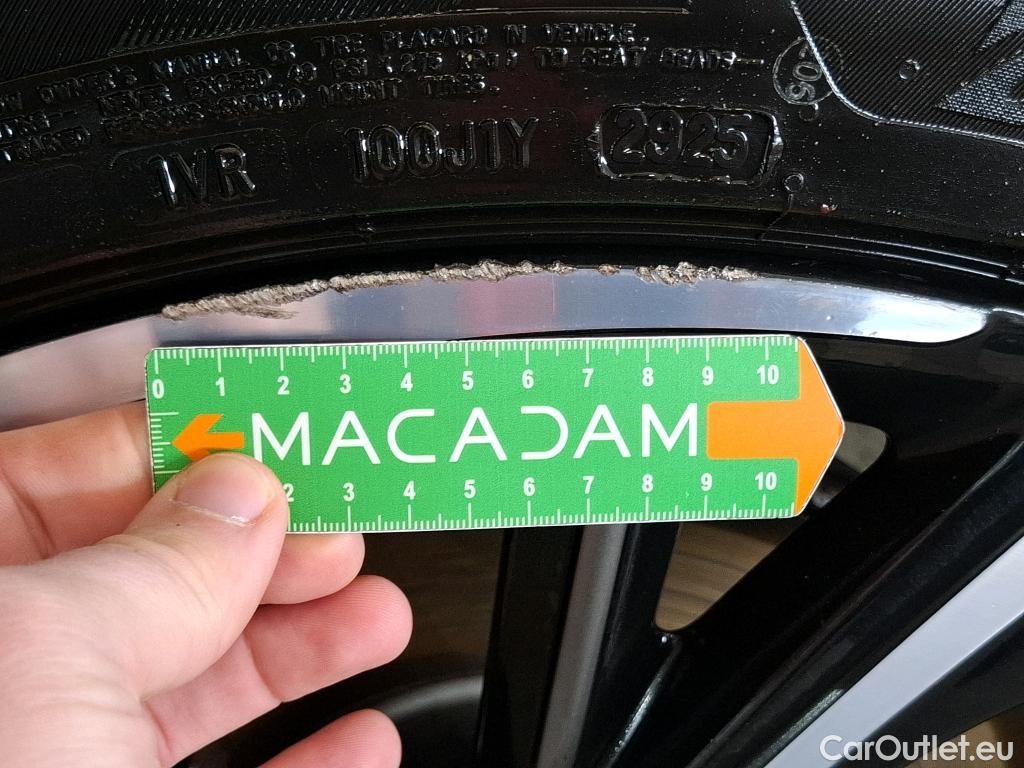 OWNER'S MANUAL OR TIRE PLACARD IN VEHICLE.
NEVER EXCEED 40 PSI (275 KPA) TO SEAT BEADS—
SHOULD MOUNT TIRES.
1VR 100J1Y 2925
0 1 2 3 4 5 6 7 8 9 10
MACADAM
2 3 4 5 6 7 8 9 10
CarOutlet.eu